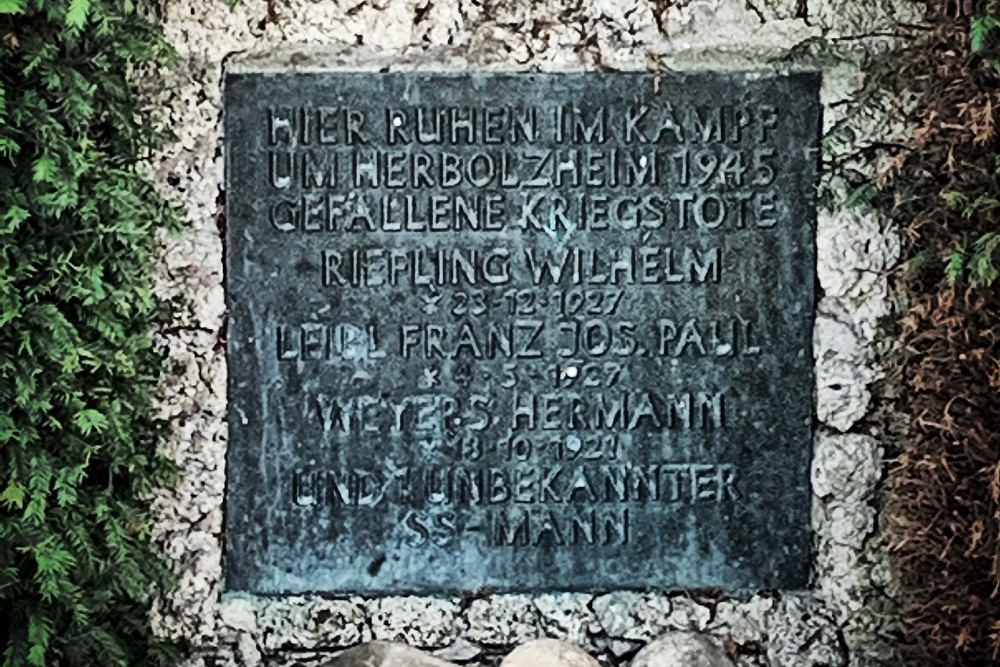 HIER RUHEN IM KAMPF
UM HERBOLZHEIM 1945
GEFALLENE KRIEGSTOTE
RIEFLING WILHELM
* 23·12·1927
LEIBL FRANZ JOS. PAUL
* 4·5·1927
WEYERS HERMANN
* 18·10·1921
UND 1 UNBEKANNTER
SS-MANN